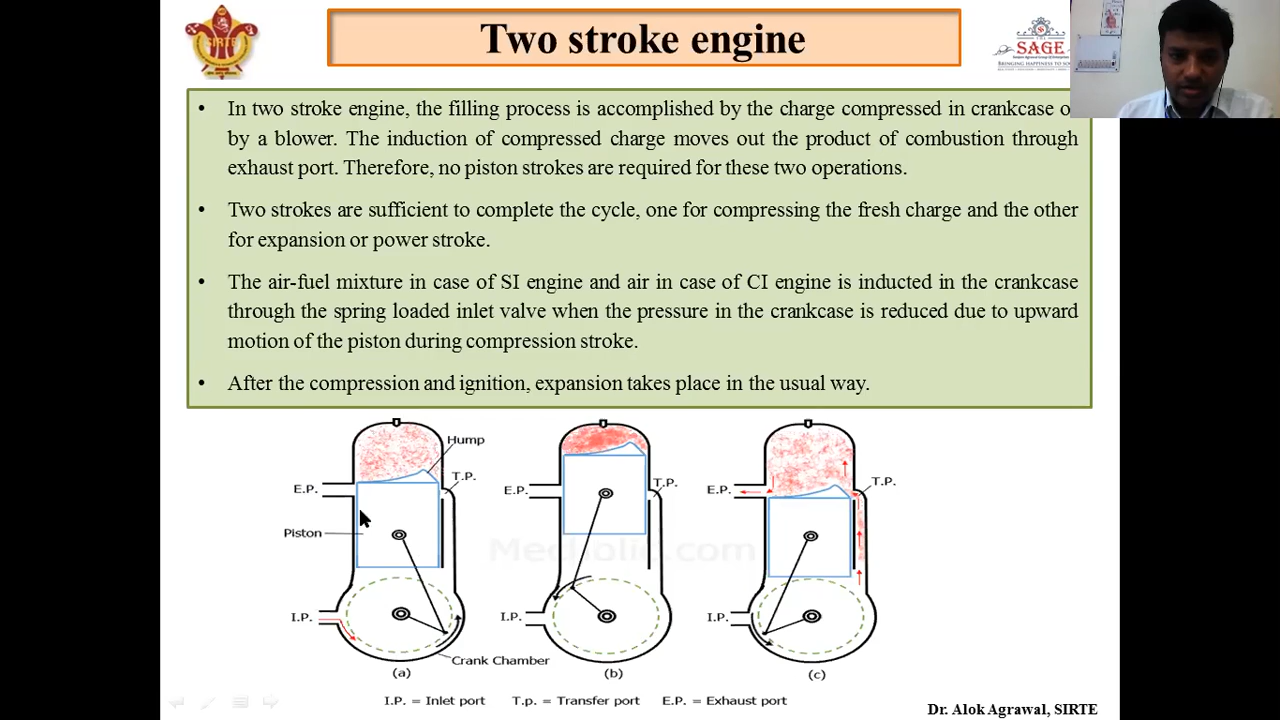 SIRTE
Two stroke engine
SAGE
• In two stroke engine, the filling process is accomplished by the charge compressed in crankcase o
by a blower. The induction of compressed charge moves out the product of combustion through
exhaust port. Therefore, no piston strokes are required for these two operations.
• Two strokes are sufficient to complete the cycle, one for compressing the fresh charge and the other
for expansion or power stroke.
• The air-fuel mixture in case of SI engine and air in case of CI engine is inducted in the crankcase
through the spring loaded inlet valve when the pressure in the crankcase is reduced due to upward
motion of the piston during compression stroke.
• After the compression and ignition, expansion takes place in the usual way.
Hump
E.P.
T.P.
Piston
I.P.
Crank Chamber
(a)
E.P.
T.P.
I.P.
(b)
E.P.
T.P.
I.P.
(c)
I.P. = Inlet port T.p. = Transfer port E.P. = Exhaust port
Dr. Alok Agrawal, SIRTE